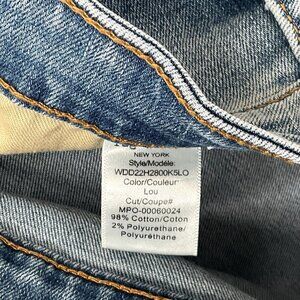 NEW YORK
Style/Modèle:
WDD22H2800K5LO
Color/Couleur:
Lou
Cut/Coupe#
MPO-00060024
98% Cotton/Coton
2% Polyurethane/
Polyuréthane